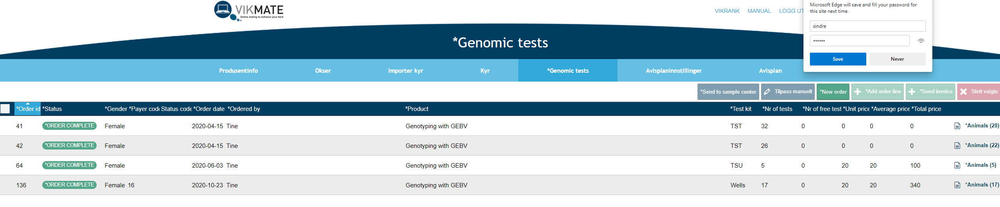 VIKMATE
Online mating to enhance your herd
VIKRANK MANUAL LOGG UT
Microsoft Edge will save and fill your password for
this site next time.
sindre
••••••
Save Never
*Genomic tests
Produsentinfo Okser Importer kyr Kyr *Genomic tests Avlsplaninnstillinger Avlsplan
*Send to sample center Tilpass manuelt *New order *Add order line *Send invoice Slett valgte
*Order id *Status *Gender *Payer code Status code *Order date *Ordered by *Product *Test kit *Nr of tests *Nr of free test *Unit price *Average price *Total price
41 *ORDER COMPLETE Female 2020-04-15 Tine Genotyping with GEBV TST 32 0 0 0 0 *Animals (28)
42 *ORDER COMPLETE Female 2020-04-15 Tine Genotyping with GEBV TST 26 0 0 0 0 *Animals (22)
64 *ORDER COMPLETE Female 2020-06-03 Tine Genotyping with GEBV TSU 5 0 20 20 100 *Animals (5)
136 *ORDER COMPLETE Female 16 2020-10-23 Tine Genotyping with GEBV Wells 17 0 20 20 340 *Animals (17)